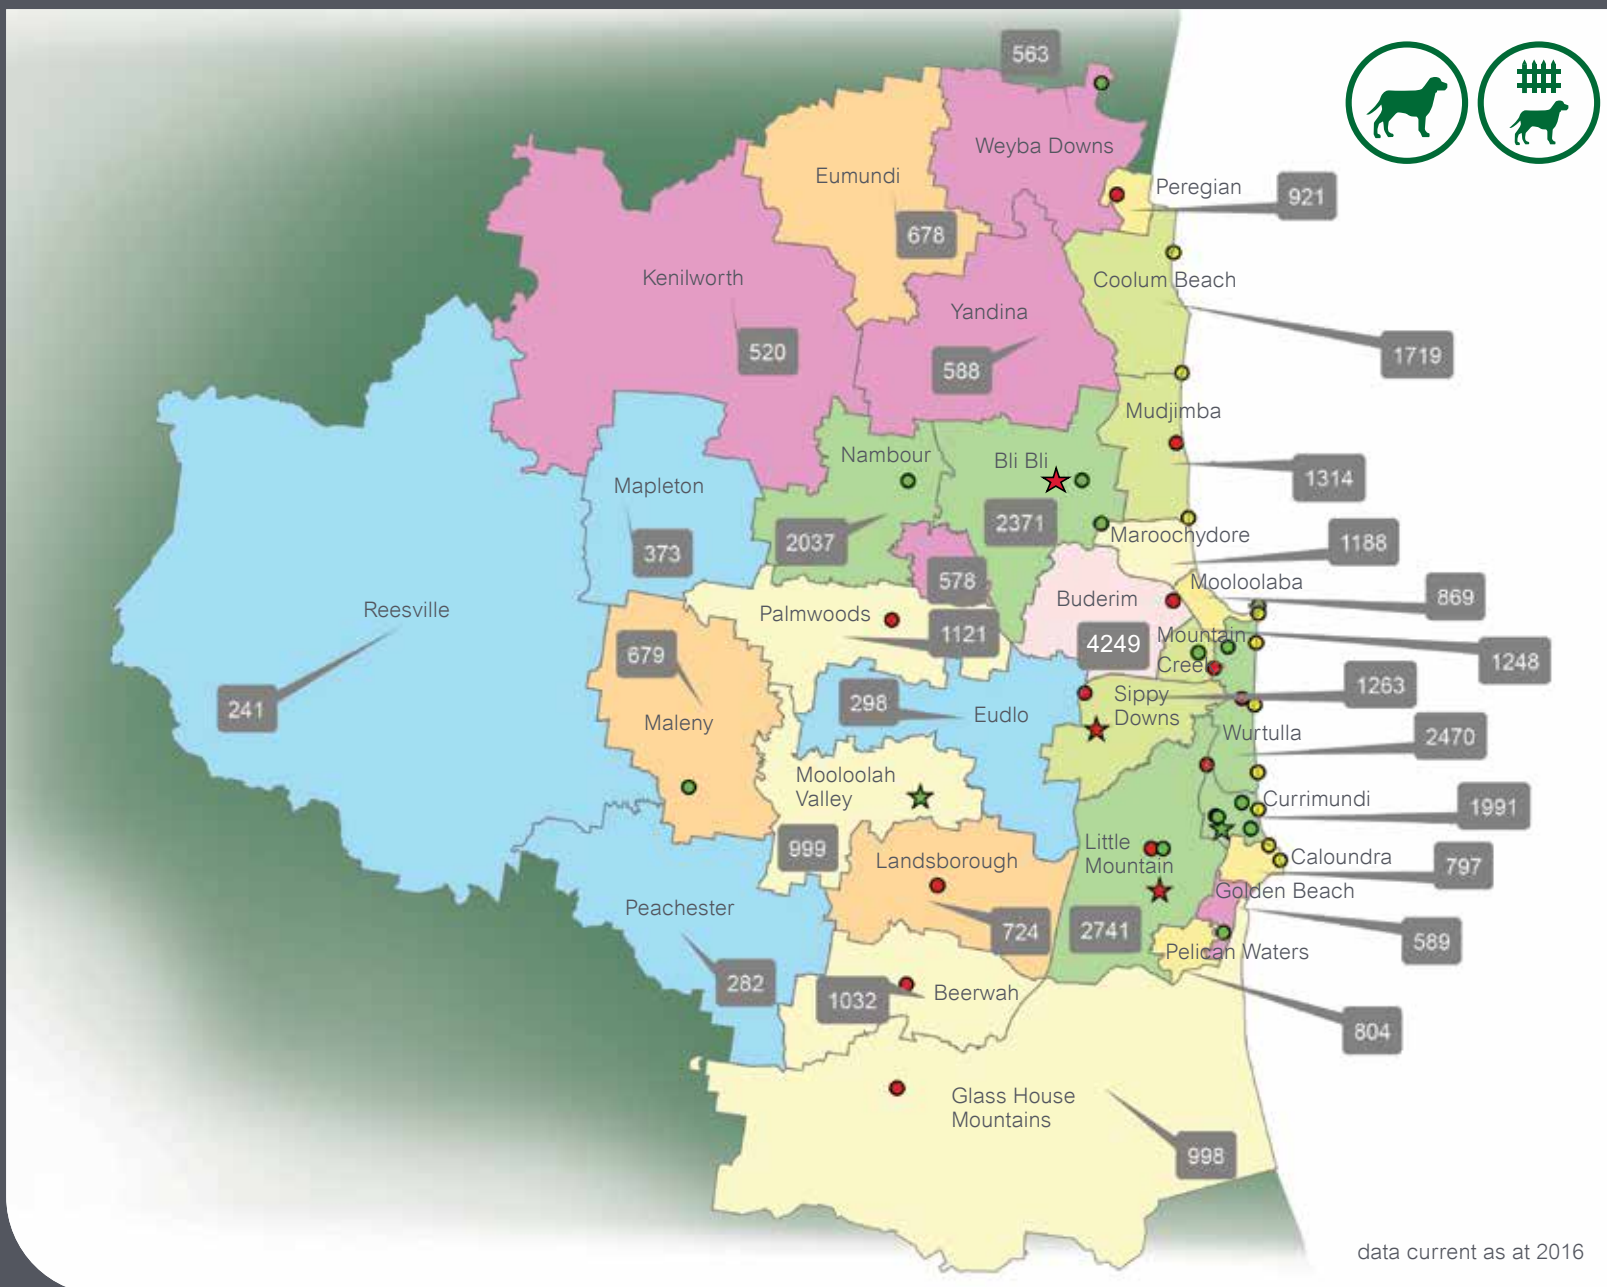 563
Weyba Downs
Eumundi
Peregian
921
678
Kenilworth
Coolum Beach
Yandina
520
588
1719
Mudjimba
Nambour
Bli Bli
1314
Mapleton
2037
2371
Maroochydore
1188
373
578
Mooloolaba
869
Reesville
Palmwoods
Buderim
1121
4249
Mountain
Creek
679
1248
1263
241
298
Eudlo
Sippy
Downs
Maleny
Wurtulla
2470
Mooloolah
Valley
Currimundi
1991
999
Landsborough
Little
Mountain
Caloundra
797
Golden Beach
Peachester
724
2741
589
Pelican Waters
282
1032
Beerwah
804
Glass House
Mountains
998
data current as at 2016